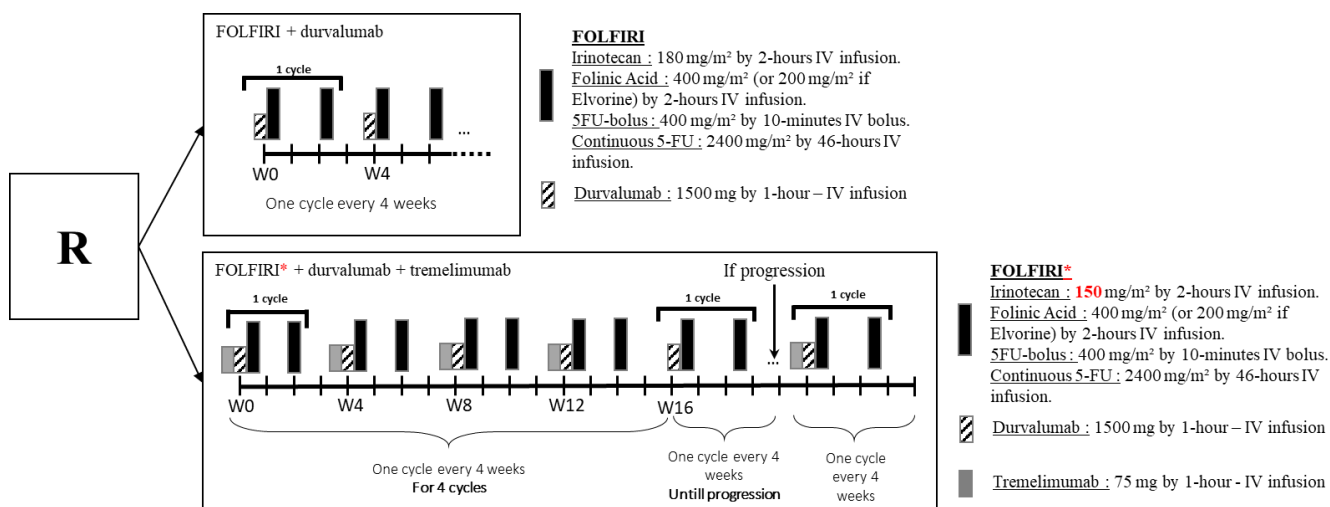 R
FOLFIRI + durvalumab
1 cycle
...
W0 W4
One cycle every 4 weeks
FOLFIRI
Irinotecan : 180 mg/m² by 2-hours IV infusion.
Folinic Acid : 400 mg/m² (or 200 mg/m² if
Elvorine) by 2-hours IV infusion.
5FU-bolus : 400 mg/m² by 10-minutes IV bolus.
Continuous 5-FU : 2400 mg/m² by 46-hours IV
infusion.
Durvalumab : 1500 mg by 1-hour – IV infusion
FOLFIRI* + durvalumab + tremelimumab
If progression
1 cycle
1 cycle
1 cycle
...
W0 W4 W8 W12 W16
One cycle every 4 weeks
For 4 cycles
One cycle every 4
weeks
Untill progression
One cycle
every 4
weeks
FOLFIRI*
Irinotecan : 150 mg/m² by 2-hours IV infusion.
Folinic Acid : 400 mg/m² (or 200 mg/m² if
Elvorine) by 2-hours IV infusion.
5FU-bolus : 400 mg/m² by 10-minutes IV bolus.
Continuous 5-FU : 2400 mg/m² by 46-hours IV
infusion.
Durvalumab : 1500 mg by 1-hour – IV infusion
Tremelimumab : 75 mg by 1-hour - IV infusion